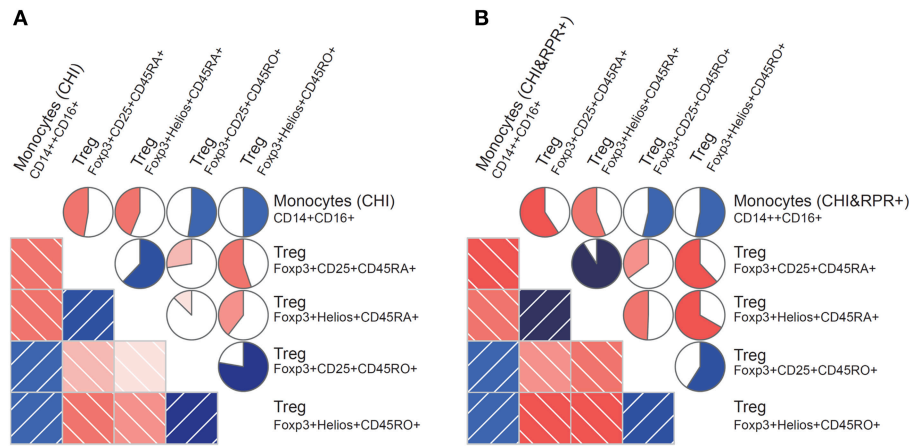 A
Monocytes (CHI)
CD14++CD16+
Treg
Foxp3+CD25+CD45RA+
Treg
Foxp3+Helios+CD45RA+
Treg
Foxp3+CD25+CD45RO+
Treg
Foxp3+Helios+CD45RO+
Monocytes (CHI)
CD14+CD16+
Treg
Foxp3+CD25+CD45RA+
Treg
Foxp3+Helios+CD45RA+
Treg
Foxp3+CD25+CD45RO+
Treg
Foxp3+Helios+CD45RO+
B
Monocytes (CHI&RPR+)
CD14++CD16+
Treg
Foxp3+CD25+CD45RA+
Treg
Foxp3+Helios+CD45RA+
Treg
Foxp3+CD25+CD45RO+
Treg
Foxp3+Helios+CD45RO+
Monocytes (CHI&RPR+)
CD14++CD16+
Treg
Foxp3+CD25+CD45RA+
Treg
Foxp3+Helios+CD45RA+
Treg
Foxp3+CD25+CD45RO+
Treg
Foxp3+Helios+CD45RO+